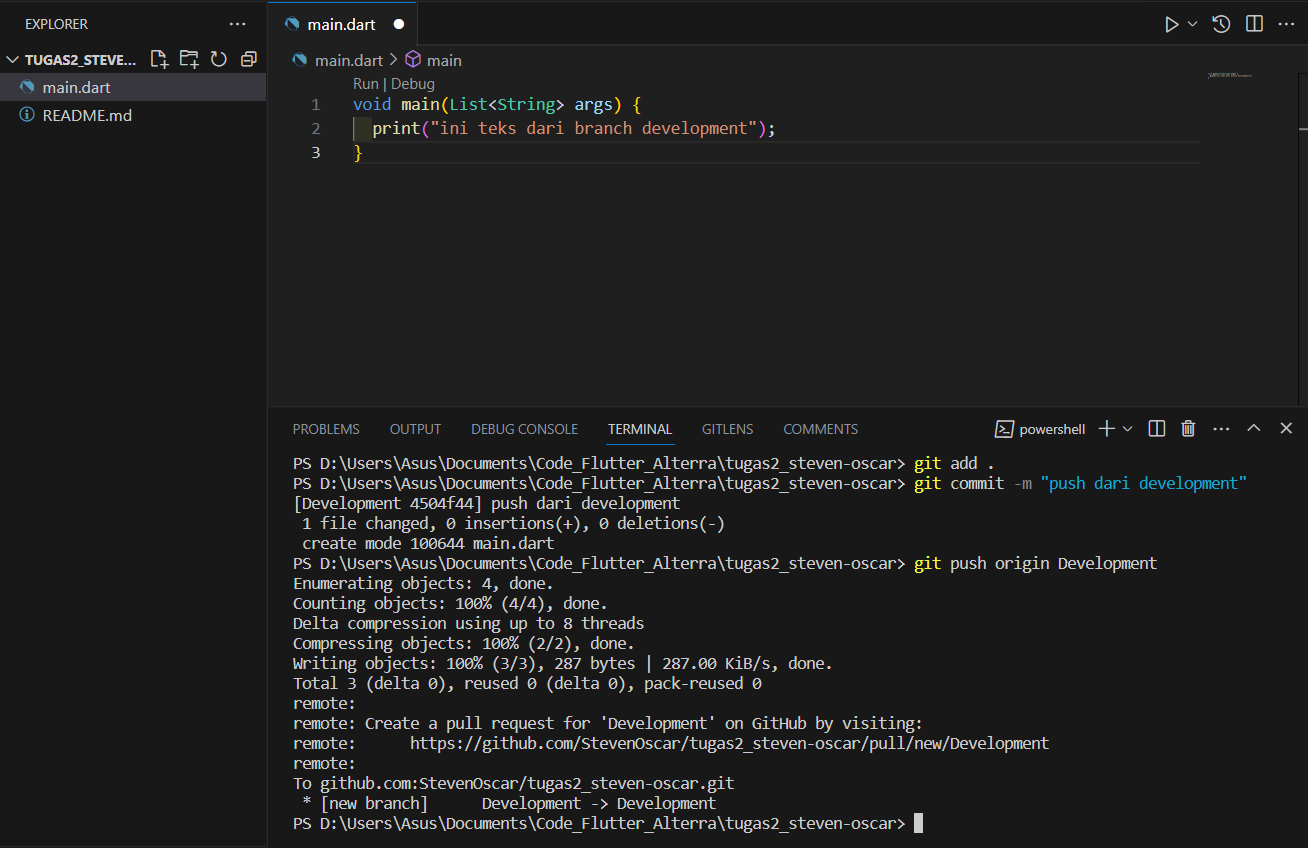 EXPLORER
TUGAS2_STEVE...
main.dart
README.md
main.dart
main.dart > main
Run | Debug
1 void main(List<String> args) {
2   print("ini teks dari branch development");
3 }
PROBLEMS OUTPUT DEBUG CONSOLE TERMINAL GITLENS COMMENTS powershell
PS D:\Users\Asus\Documents\Code_Flutter_Alterra\tugas2_steven-oscar> git add .
PS D:\Users\Asus\Documents\Code_Flutter_Alterra\tugas2_steven-oscar> git commit -m "push dari development"
[Development 4504f44] push dari development
 1 file changed, 0 insertions(+), 0 deletions(-)
 create mode 100644 main.dart
PS D:\Users\Asus\Documents\Code_Flutter_Alterra\tugas2_steven-oscar> git push origin Development
Enumerating objects: 4, done.
Counting objects: 100% (4/4), done.
Delta compression using up to 8 threads
Compressing objects: 100% (2/2), done.
Writing objects: 100% (3/3), 287 bytes | 287.00 KiB/s, done.
Total 3 (delta 0), reused 0 (delta 0), pack-reused 0
remote:
remote: Create a pull request for 'Development' on GitHub by visiting:
remote:      https://github.com/StevenOscar/tugas2_steven-oscar/pull/new/Development
remote:
To github.com:StevenOscar/tugas2_steven-oscar.git
 * [new branch]      Development -> Development
PS D:\Users\Asus\Documents\Code_Flutter_Alterra\tugas2_steven-oscar>